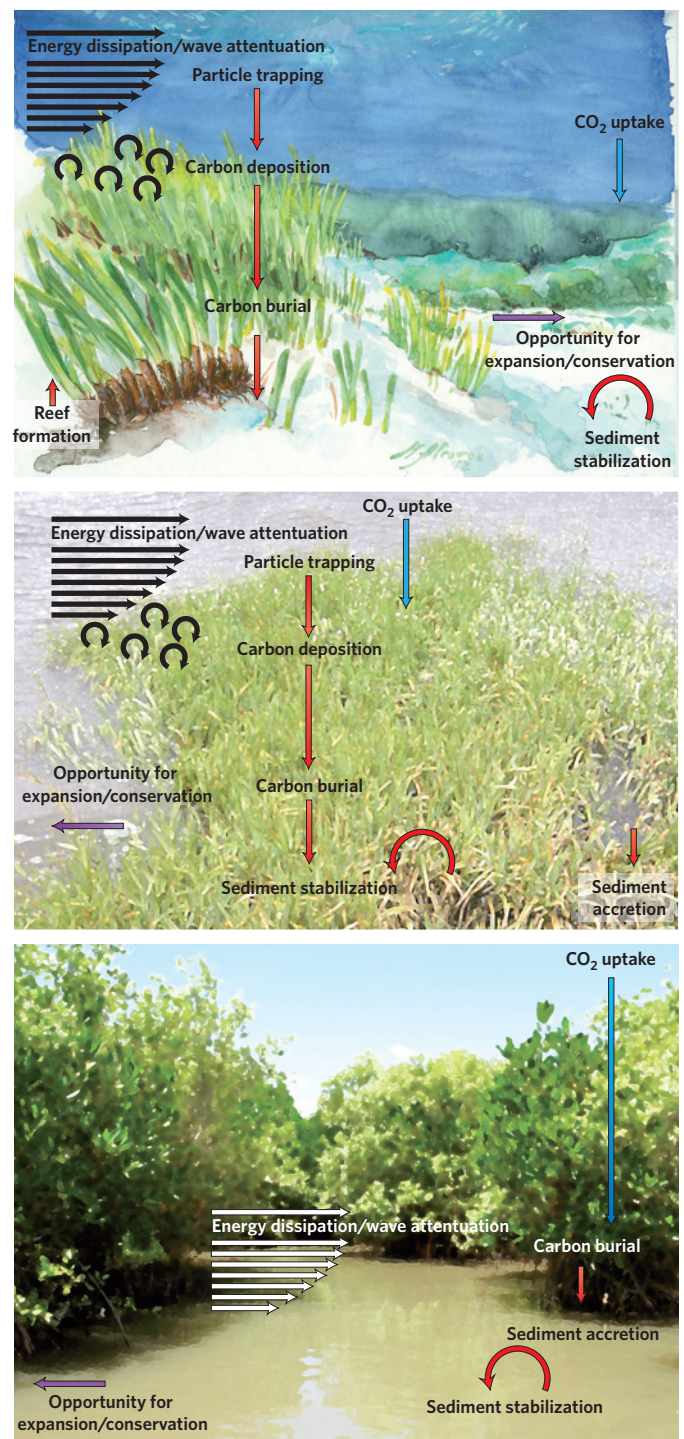 Energy dissipation/wave attentuation
Particle trapping
CO₂ uptake
Carbon deposition
Carbon burial
Opportunity for
expansion/conservation
Reef
formation
Sediment
stabilization
CO₂ uptake
Energy dissipation/wave attentuation
Particle trapping
Carbon deposition
Opportunity for
expansion/conservation
Carbon burial
Sediment stabilization
Sediment
accretion
CO₂ uptake
Energy dissipation/wave attentuation
Carbon burial
Sediment accretion
Opportunity for
expansion/conservation
Sediment stabilization